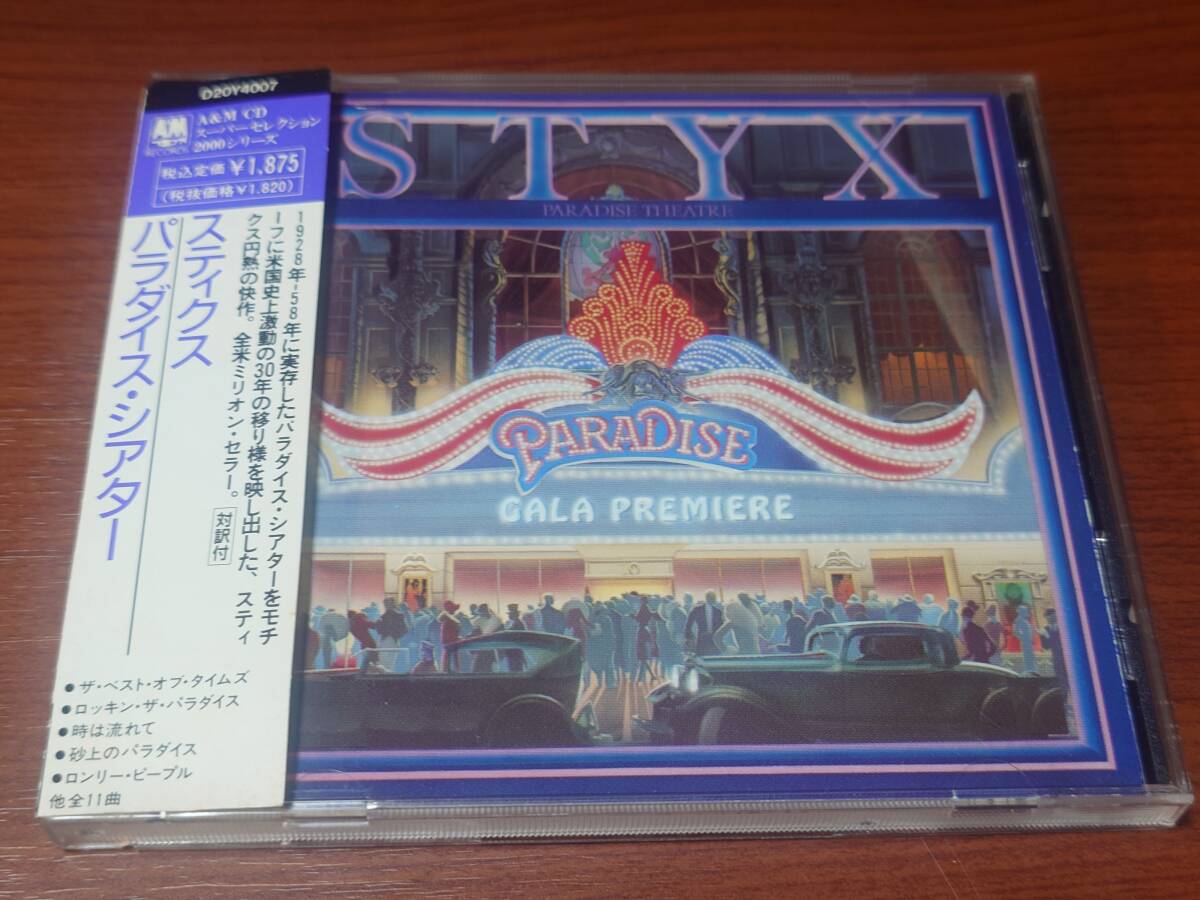 D20Y4007
AM
RECORDS
A&M CD
スーパー・セレクション
2000シリーズ
税込定価¥1,875
(税抜価格¥1,820)
スティクス
パラダイス・シアター
1928年-58年に実存したパラダイス・シアターをモチ
ーフに米国史上激動の30年の移り様を映し出した、スティ
クス円熟の快作。全米ミリオン・セラー。対訳付
●ザ・ベスト・オブ・タイムズ
●ロッキン・ザ・パラダイス
●時は流れて
●砂上のパラダイス
●ロンリー・ピープル
他全11曲
STYX
PARADISE THEATRE
PARADISE
GALA PREMIERE